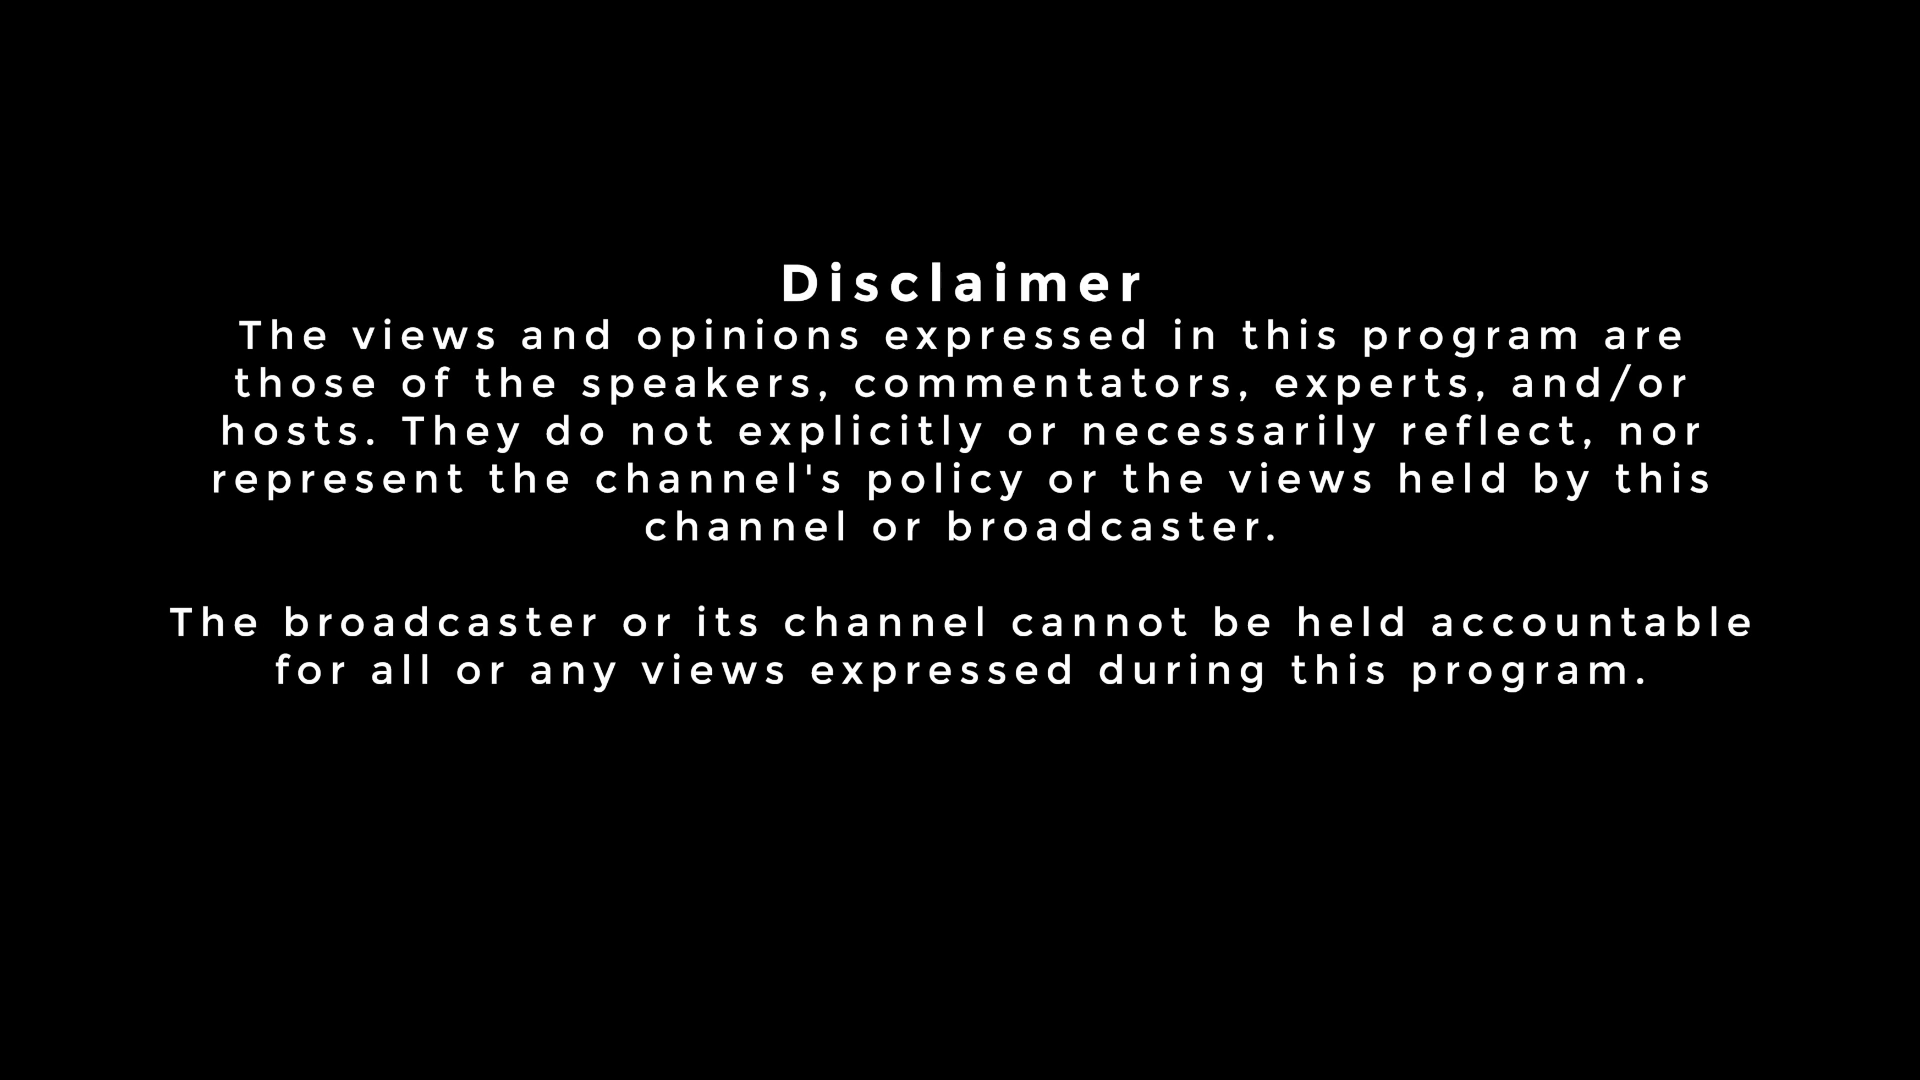 Disclaimer
The views and opinions expressed in this program are
those of the speakers, commentators, experts, and/or
hosts. They do not explicitly or necessarily reflect, nor
represent the channel's policy or the views held by this
channel or broadcaster.
The broadcaster or its channel cannot be held accountable
for all or any views expressed during this program.